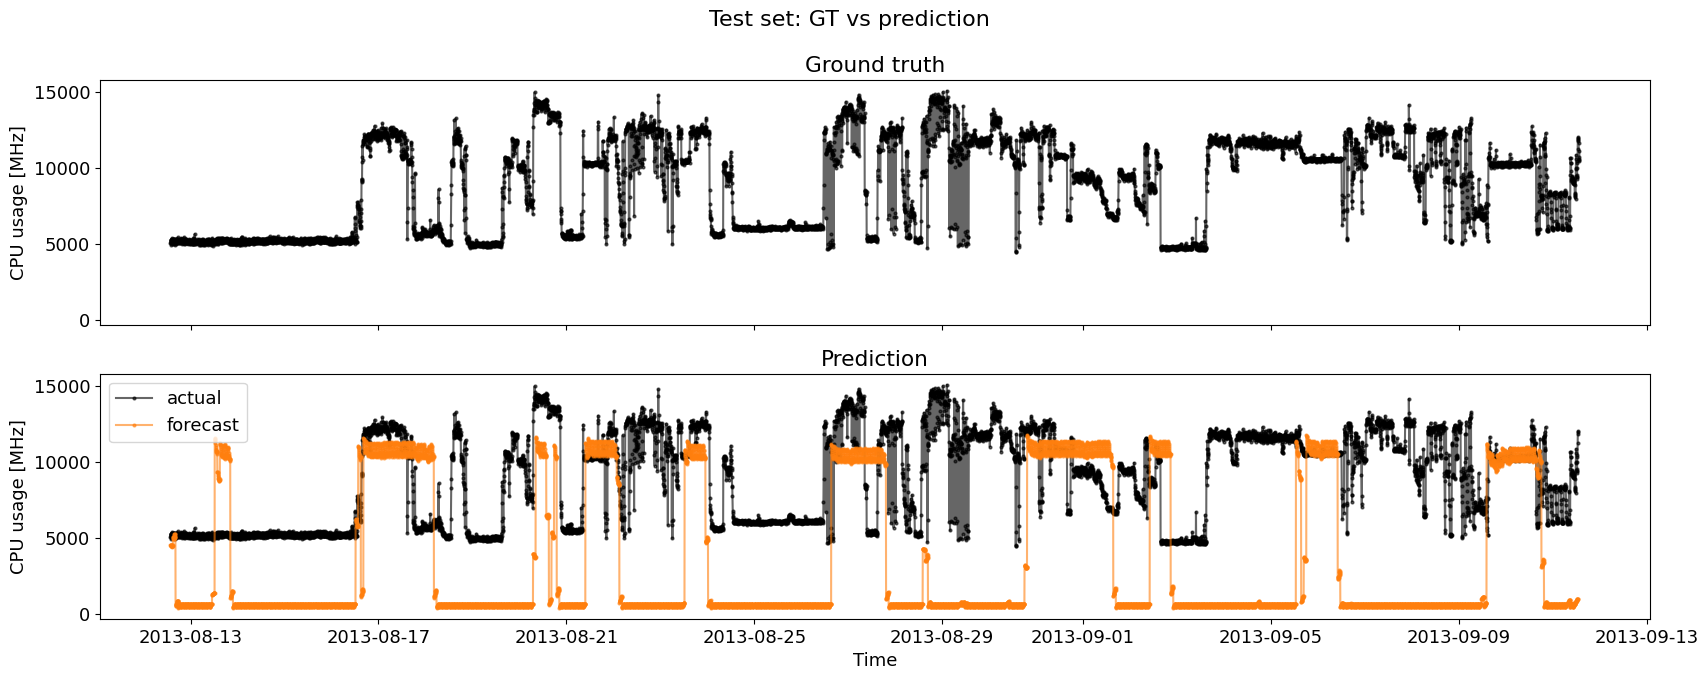 Test set: GT vs prediction
Ground truth
CPU usage [MHz]
15000
10000
5000
0
Prediction
CPU usage [MHz]
15000
10000
5000
0
actual
forecast
2013-08-13 2013-08-17 2013-08-21 2013-08-25 2013-08-29 2013-09-01 2013-09-05 2013-09-09 2013-09-13
Time